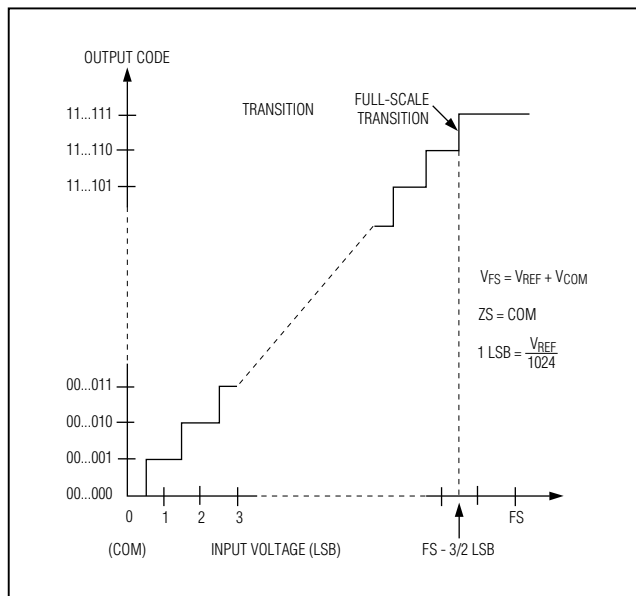 OUTPUT CODE
TRANSITION
FULL-SCALE
TRANSITION
11...111
11...110
11...101
VFS = VREF + VCOM
ZS = COM
1 LSB = VREF
1024
00...011
00...010
00...001
00...000
0 1 2 3 FS
(COM) INPUT VOLTAGE (LSB) FS - 3/2 LSB